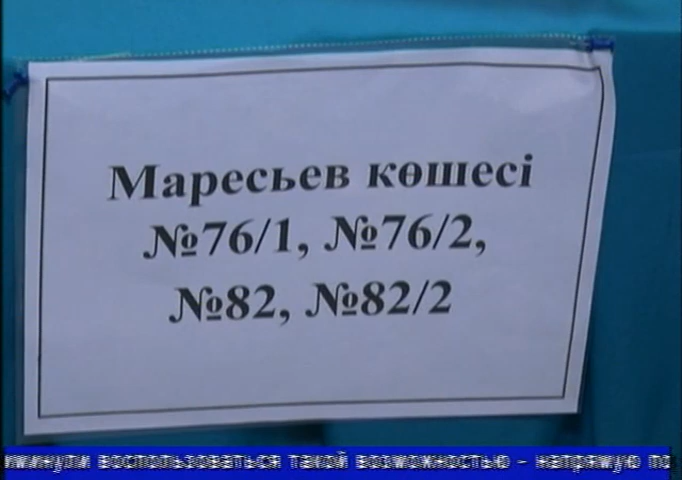 Маресьев көшесі
№76/1, №76/2,
№82, №82/2
воспользоваться такой возможностью - напрямую